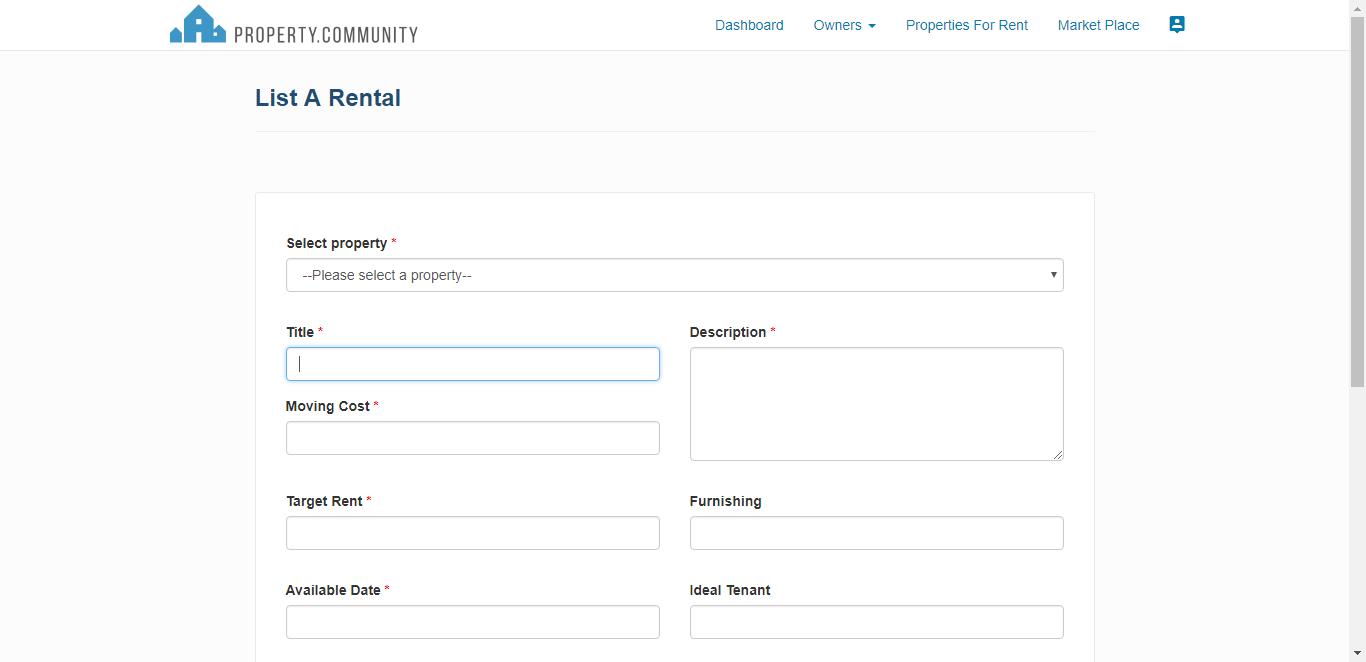 PROPERTY.COMMUNITY
Dashboard Owners Properties For Rent Market Place
List A Rental
Select property *
--Please select a property--
Title * Description *
Moving Cost *
Target Rent * Furnishing
Available Date * Ideal Tenant